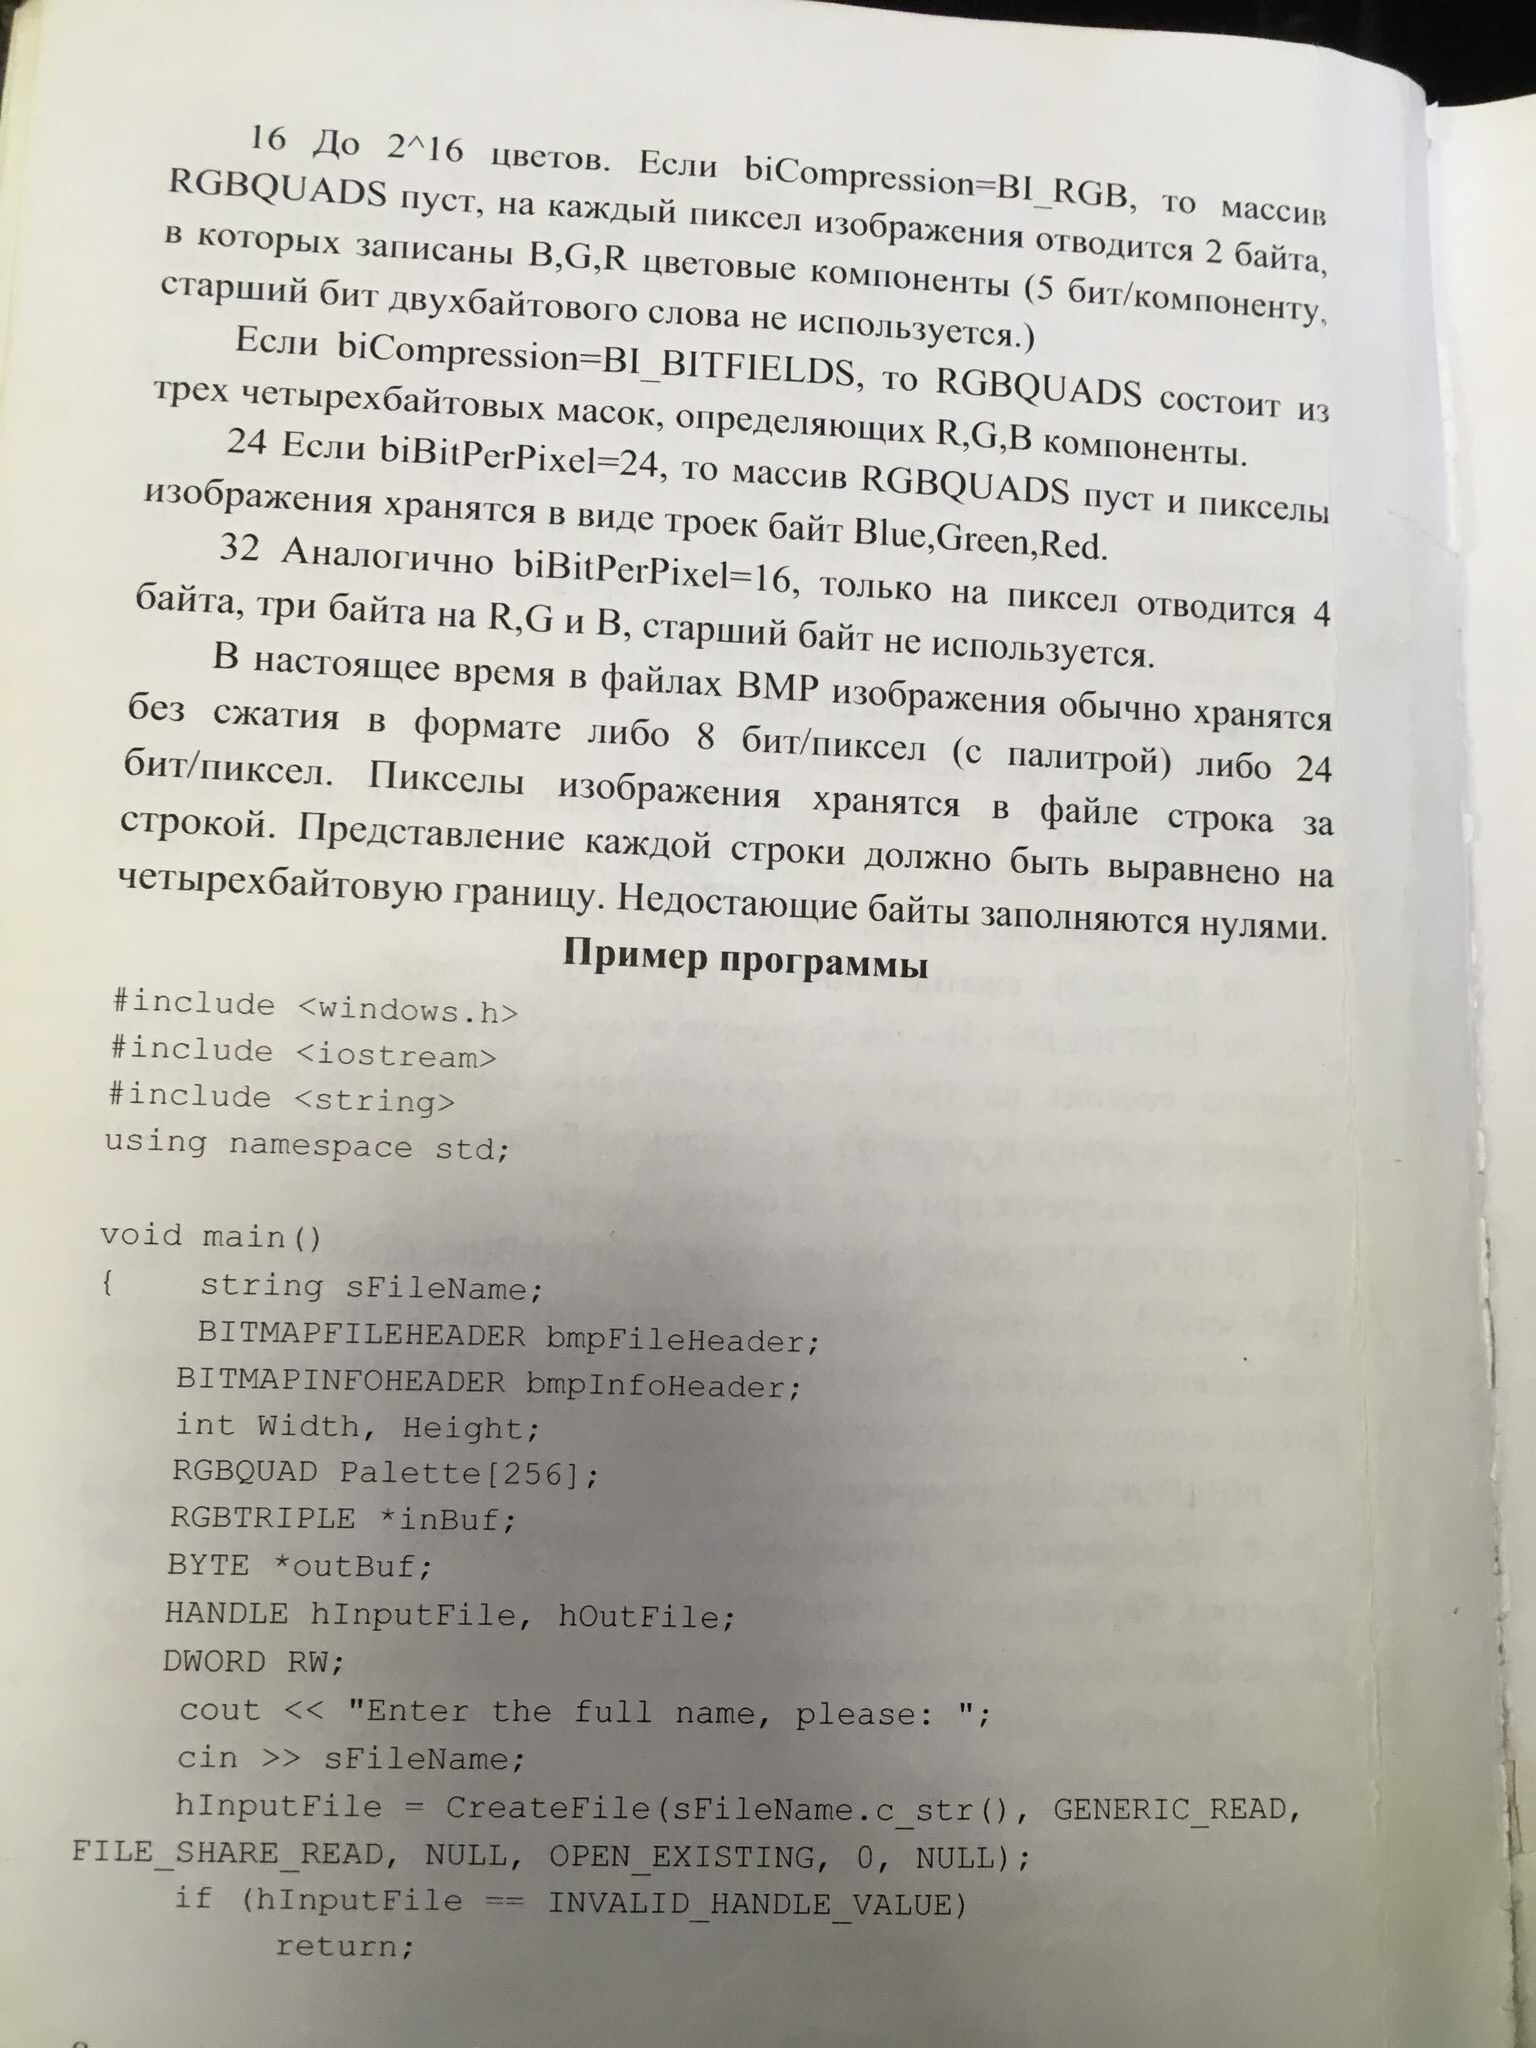 16 До 2^16 цветов. Если biCompression=BI_RGB, то массив
RGBQUADS пуст, на каждый пиксел изображения отводится 2 байта,
в которых записаны B,G,R цветовые компоненты (5 бит/компоненту,
старший бит двухбайтового слова не используется.)
Если biCompression=BI_BITFIELDS, то RGBQUADS состоит из
трех четырехбайтовых масок, определяющих R,G,B компоненты.
24 Если biBitPerPixel=24, то массив RGBQUADS пуст и пикселы
изображения хранятся в виде троек байт Blue,Green,Red.
32 Аналогично biBitPerPixel=16, только на пиксел отводится 4
байта, три байта на R,G и B, старший байт не используется.
В настоящее время в файлах BMP изображения обычно хранятся
без сжатия в формате либо 8 бит/пиксел (с палитрой) либо 24
бит/пиксел. Пикселы изображения хранятся в файле строка за
строкой. Представление каждой строки должно быть выравнено на
четырехбайтовую границу. Недостающие байты заполняются нулями.
Пример программы
#include <windows.h>
#include <iostream>
#include <string>
using namespace std;
void main()
{ string sFileName;
BITMAPFILEHEADER bmpFileHeader;
BITMAPINFOHEADER bmpInfoHeader;
int Width, Height;
RGBQUAD Palette[256];
RGBTRIPLE *inBuf;
BYTE *outBuf;
HANDLE hInputFile, hOutFile;
DWORD RW;
cout << "Enter the full name, please: ";
cin >> sFileName;
hInputFile = CreateFile(sFileName.c_str(), GENERIC_READ,
FILE_SHARE_READ, NULL, OPEN_EXISTING, 0, NULL);
if (hInputFile == INVALID_HANDLE_VALUE)
return;